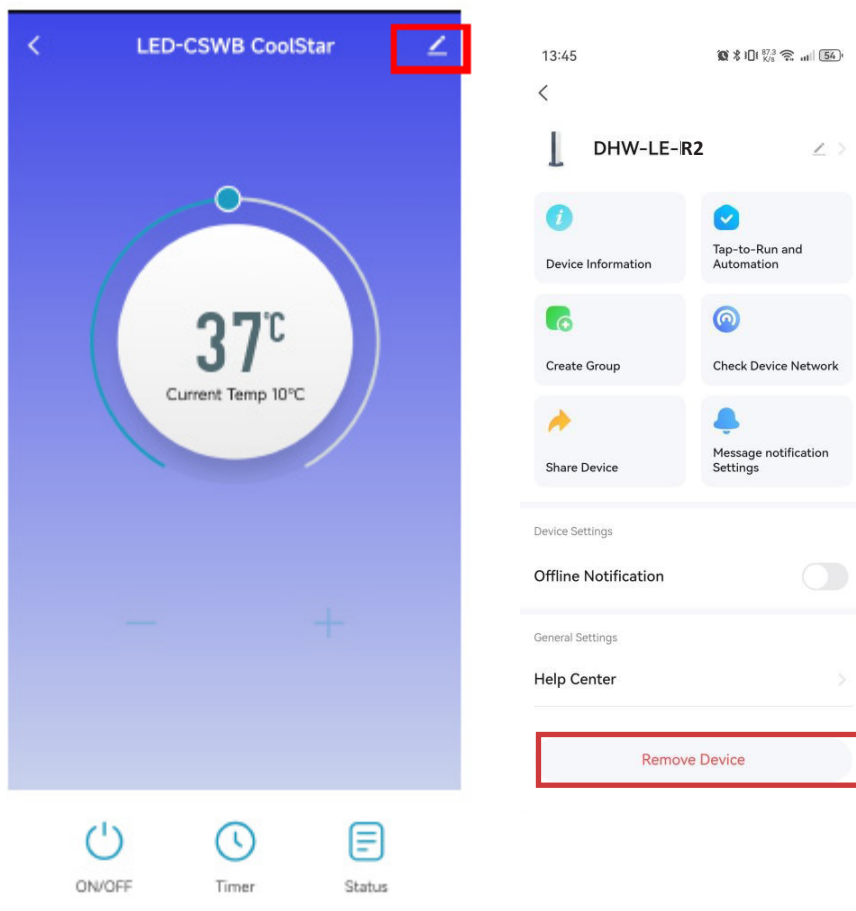 LED-CSWB CoolStar
37°C
Current Temp 10°C
ON/OFF
Timer
Status
13:45
87.3 K/s
54
DHW-LE-R2
Device Information
Tap-to-Run and
Automation
Create Group
Check Device Network
Share Device
Message notification
Settings
Device Settings
Offline Notification
General Settings
Help Center
Remove Device